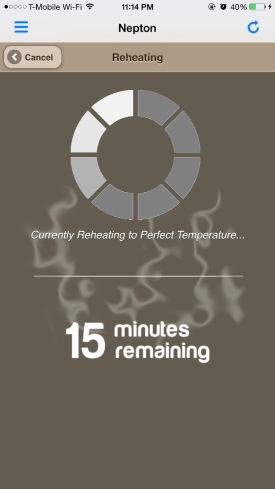 T-Mobile Wi-Fi 11:14 PM 40%
Nepton
Cancel Reheating
Currently Reheating to Perfect Temperature...
15 minutes
remaining